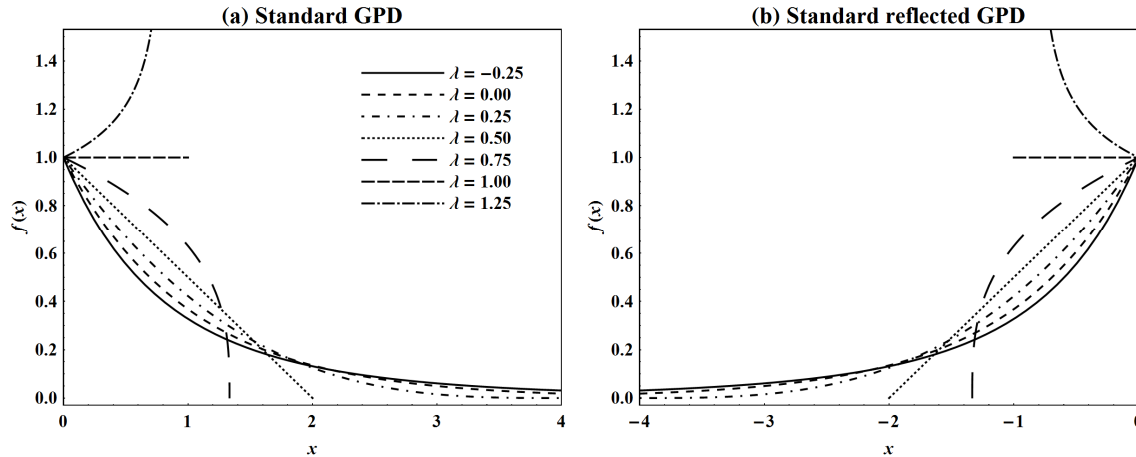 (a) Standard GPD
f(x)
1.4
1.2
1.0
0.8
0.6
0.4
0.2
0.0
λ = −0.25
λ = 0.00
λ = 0.25
λ = 0.50
λ = 0.75
λ = 1.00
λ = 1.25
0 1 2 3 4
x
(b) Standard reflected GPD
f(x)
1.4
1.2
1.0
0.8
0.6
0.4
0.2
0.0
−4 −3 −2 −1 0
x